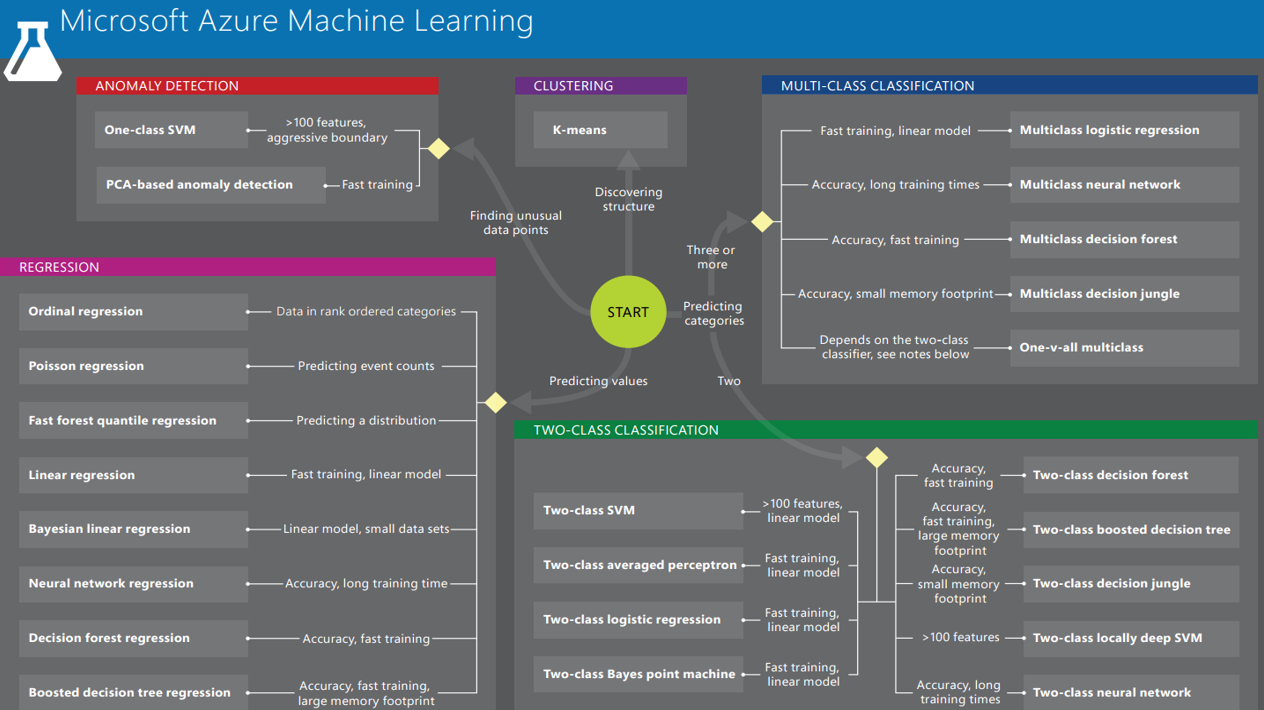 Microsoft Azure Machine Learning
ANOMALY DETECTION
One-class SVM
>100 features,
aggressive boundary
PCA-based anomaly detection
Fast training
CLUSTERING
K-means
MULTI-CLASS CLASSIFICATION
Fast training, linear model
Multiclass logistic regression
Accuracy, long training times
Multiclass neural network
Accuracy, fast training
Multiclass decision forest
Accuracy, small memory footprint
Multiclass decision jungle
Depends on the two-class
classifier, see notes below
One-v-all multiclass
Finding unusual
data points
Discovering
structure
Three or
more
START
Predicting
categories
Predicting values
Two
REGRESSION
Ordinal regression
Data in rank ordered categories
Poisson regression
Predicting event counts
Fast forest quantile regression
Predicting a distribution
Linear regression
Fast training, linear model
Bayesian linear regression
Linear model, small data sets
Neural network regression
Accuracy, long training time
Decision forest regression
Accuracy, fast training
Boosted decision tree regression
Accuracy, fast training,
large memory footprint
TWO-CLASS CLASSIFICATION
Two-class SVM
>100 features,
linear model
Two-class averaged perceptron
Fast training,
linear model
Two-class logistic regression
Fast training,
linear model
Two-class Bayes point machine
Fast training,
linear model
Accuracy,
fast training
Two-class decision forest
Accuracy,
fast training,
large memory
footprint
Two-class boosted decision tree
Accuracy,
small memory
footprint
Two-class decision jungle
>100 features
Two-class locally deep SVM
Accuracy, long
training times
Two-class neural network